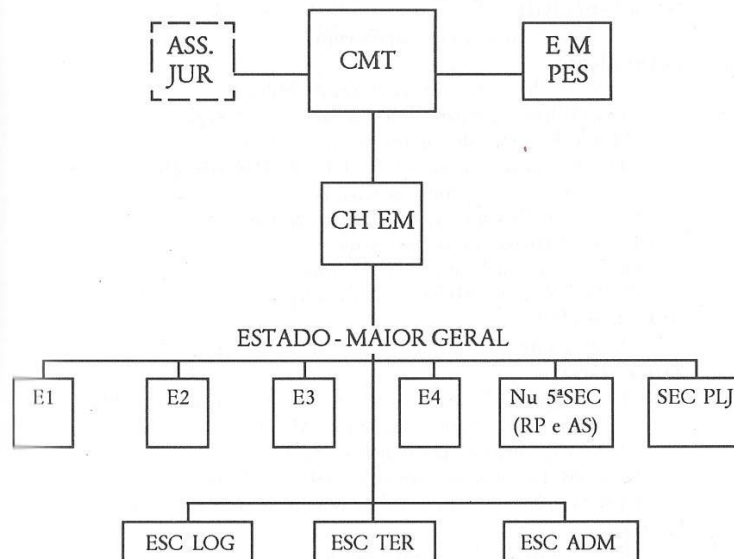 ASS.
JUR
CMT
E M
PES
CH EM
ESTADO - MAIOR GERAL
E1
E2
E3
E4
Nu 5ªSEC
(RP e AS)
SEC PLJ
ESC LOG
ESC TER
ESC ADM